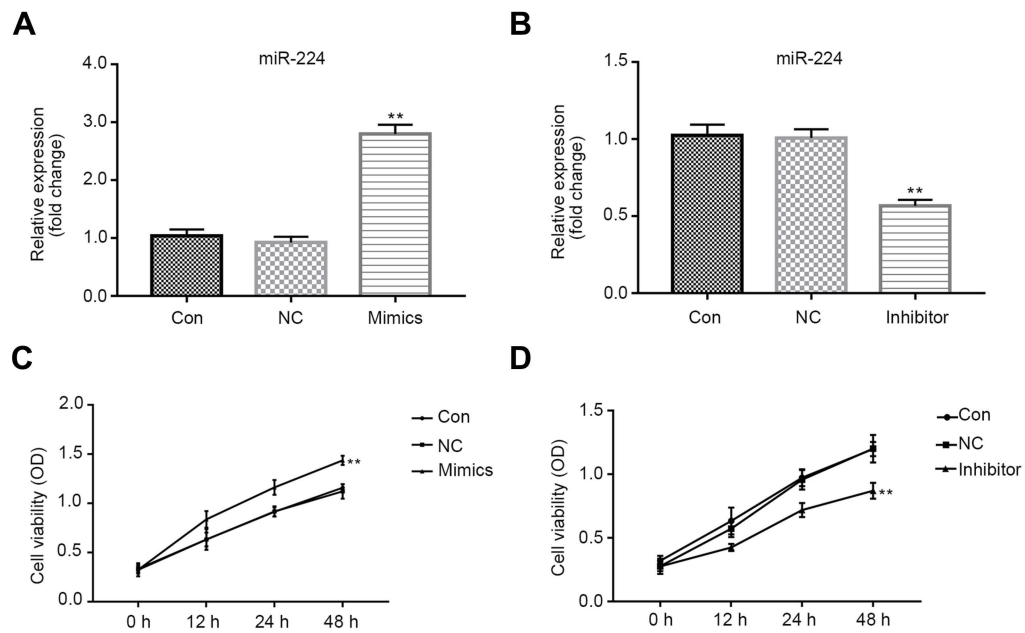 A
miR-224
Relative expression
(fold change)
4.0
3.0
2.0
1.0
0.0
**
Con NC Mimics
B
miR-224
Relative expression
(fold change)
1.5
1.0
0.5
0.0
**
Con NC Inhibitor
C
Cell viability (OD)
2.0
1.5
1.0
0.5
0.0
**
0 h 12 h 24 h 48 h
Con
NC
Mimics
D
Cell viability (OD)
1.5
1.0
0.5
0.0
**
0 h 12 h 24 h 48 h
Con
NC
Inhibitor